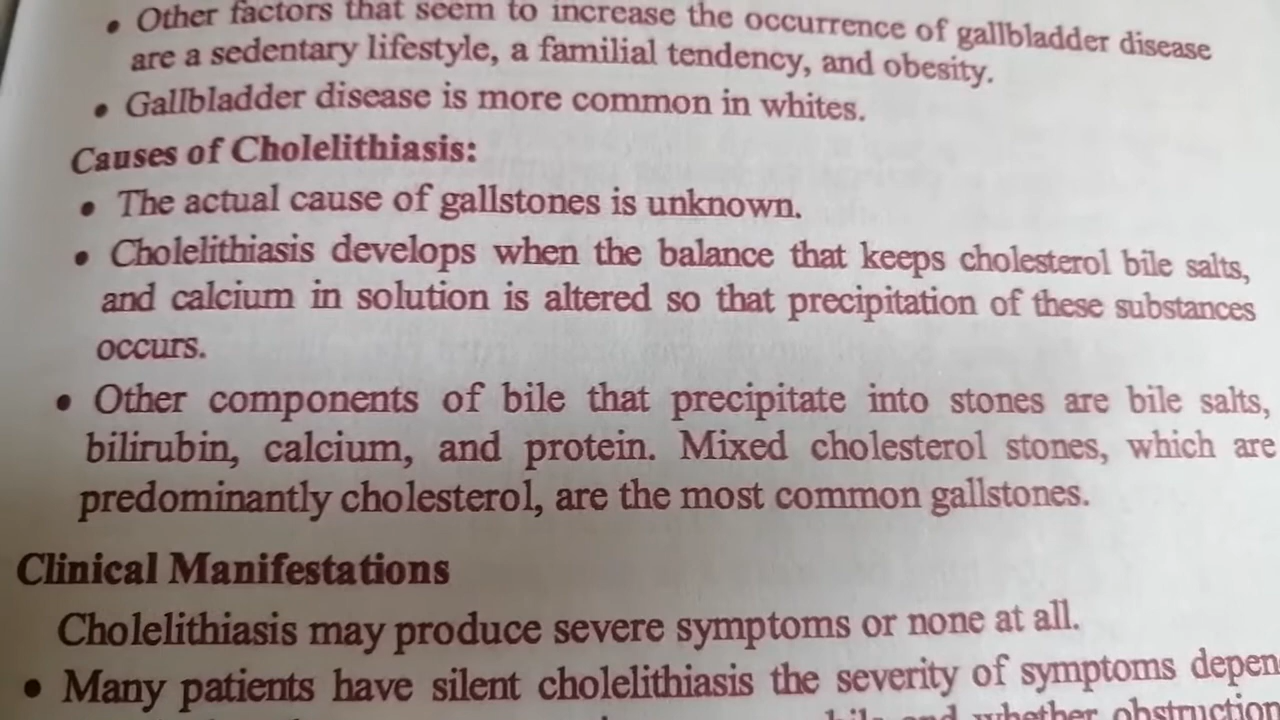 • Other factors that seem to increase the occurrence of gallbladder disease
are a sedentary lifestyle, a familial tendency, and obesity.
• Gallbladder disease is more common in whites.
Causes of Cholelithiasis:
• The actual cause of gallstones is unknown.
• Cholelithiasis develops when the balance that keeps cholesterol bile salts,
and calcium in solution is altered so that precipitation of these substances
occurs.
• Other components of bile that precipitate into stones are bile salts,
bilirubin, calcium, and protein. Mixed cholesterol stones, which are
predominantly cholesterol, are the most common gallstones.
Clinical Manifestations
Cholelithiasis may produce severe symptoms or none at all.
• Many patients have silent cholelithiasis the severity of symptoms depen
bile and whether obstruction